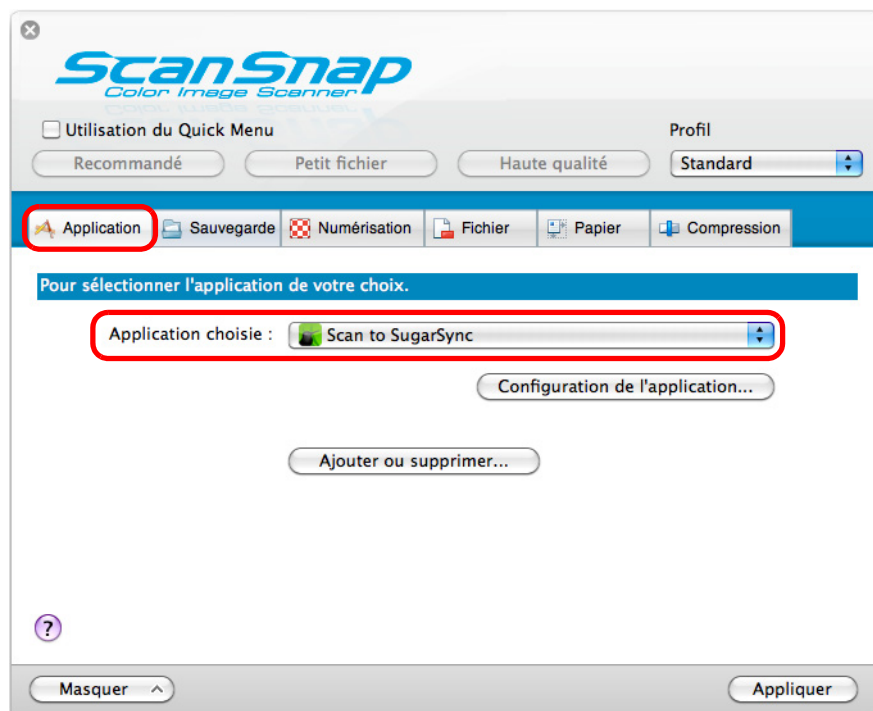 ScanSnap
Color Image Scanner
Utilisation du Quick Menu
Profil
Recommandé Petit fichier Haute qualité Standard
Application Sauvegarde Numérisation Fichier Papier Compression
Pour sélectionner l'application de votre choix.
Application choisie : Scan to SugarSync
Configuration de l'application...
Ajouter ou supprimer...
?
Masquer Appliquer